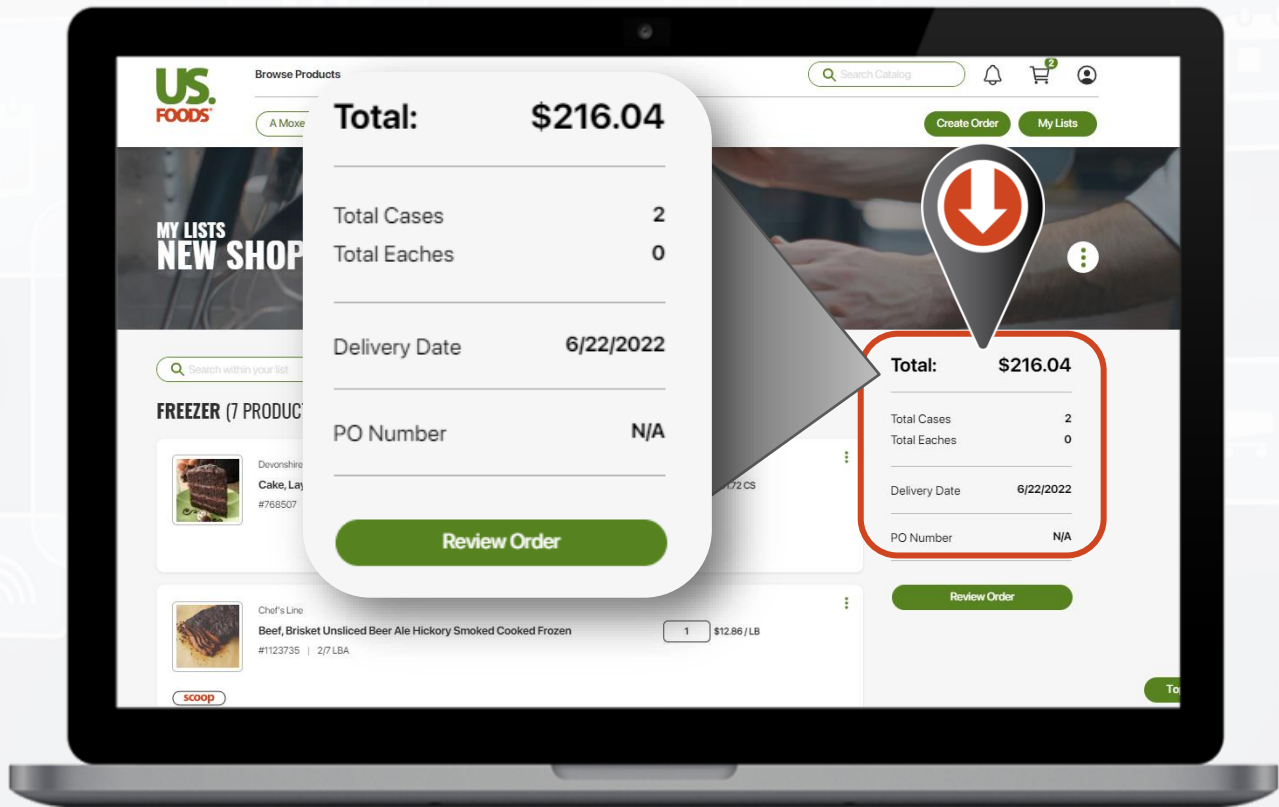 US.
FOODS
Browse Products
Search Catalog
2
A Moxe
Create Order
My Lists
MY LISTS
NEW SHOP
Total: $216.04
Total Cases 2
Total Eaches 0
Delivery Date 6/22/2022
PO Number N/A
Review Order
Search within your list
FREEZER (7 PRODUC
Devonshire
Cake, Lay
#768507
.72 CS
Chef's Line
Beef, Brisket Unsliced Beer Ale Hickory Smoked Cooked Frozen
1 $12.86 / LB
#1123735 | 2/7 LBA
scoop
Total: $216.04
Total Cases 2
Total Eaches 0
Delivery Date 6/22/2022
PO Number N/A
Review Order